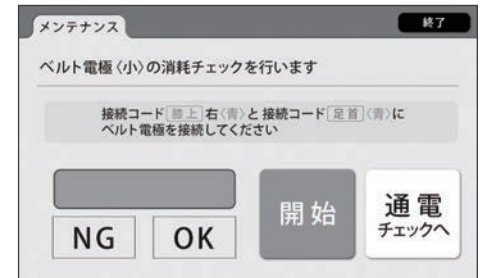 メンテナンス
終了
ベルト電極〈小〉の消耗チェックを行います
接続コード 膝上 右〈青〉と接続コード 足首〈青〉に
ベルト電極を接続してください
NG OK
開始
通電
チェックへ